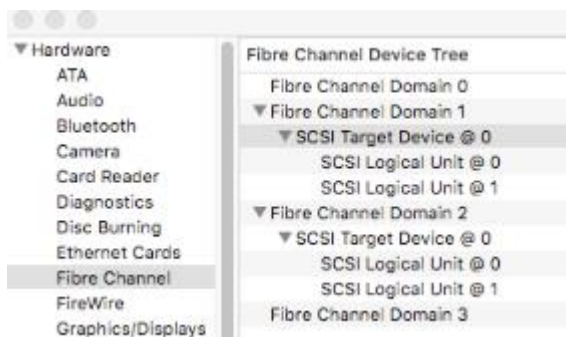 Hardware
ATA
Audio
Bluetooth
Camera
Card Reader
Diagnostics
Disc Burning
Ethernet Cards
Fibre Channel
FireWire
Graphics/Displays
Fibre Channel Device Tree
Fibre Channel Domain 0
Fibre Channel Domain 1
SCSI Target Device @ 0
SCSI Logical Unit @ 0
SCSI Logical Unit @ 1
Fibre Channel Domain 2
SCSI Target Device @ 0
SCSI Logical Unit @ 0
SCSI Logical Unit @ 1
Fibre Channel Domain 3